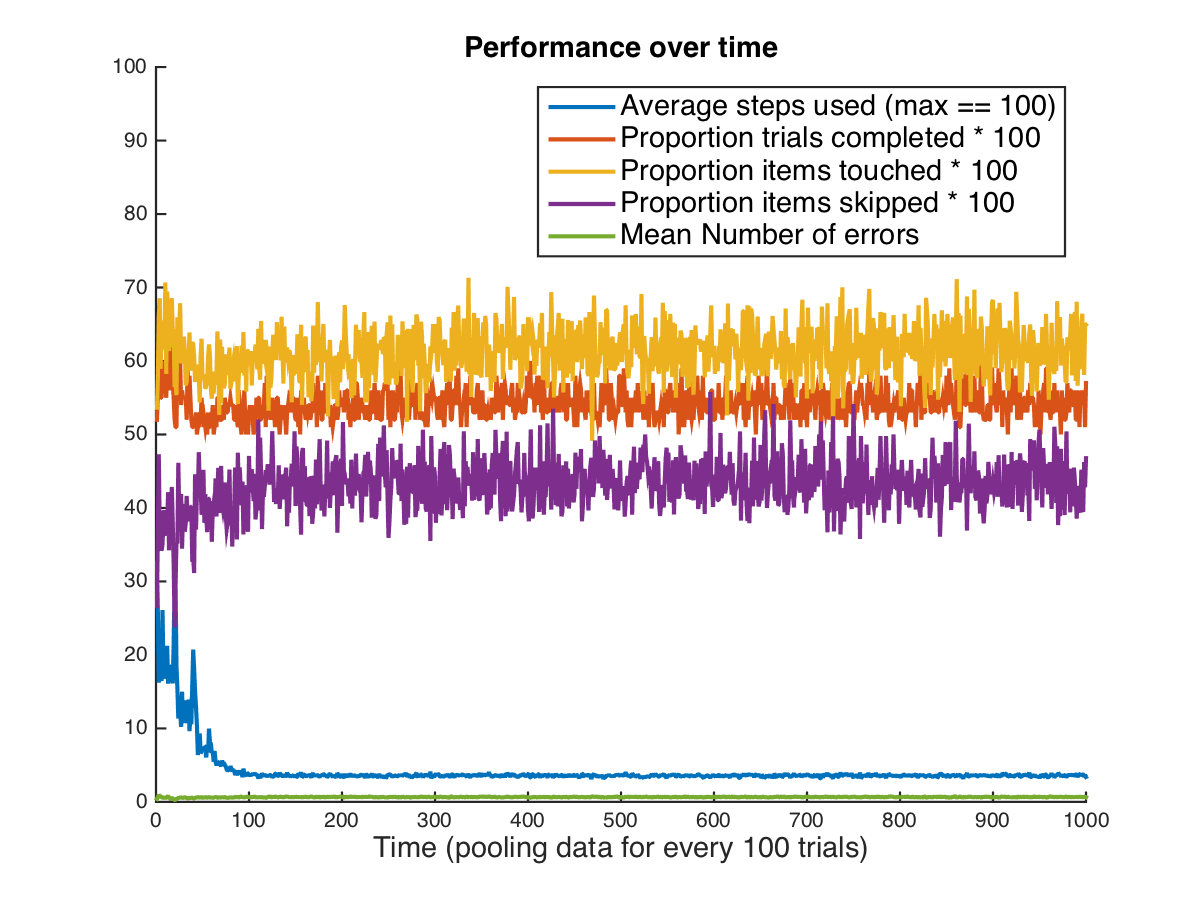 Performance over time
100
90
80
70
60
50
40
30
20
10
0
Average steps used (max == 100)
Proportion trials completed * 100
Proportion items touched * 100
Proportion items skipped * 100
Mean Number of errors
0 100 200 300 400 500 600 700 800 900 1000
Time (pooling data for every 100 trials)